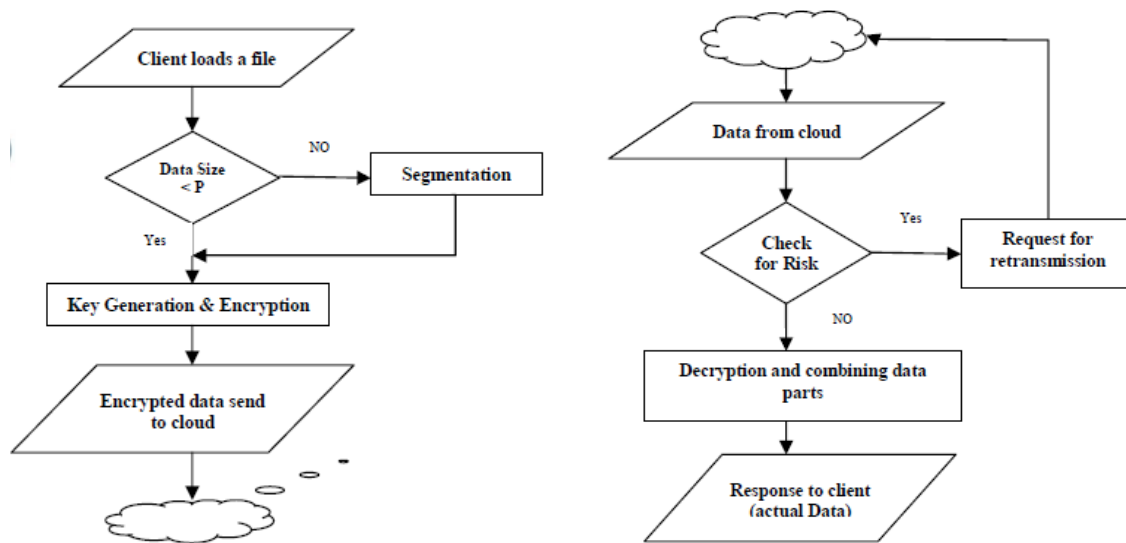 Client loads a file
Data Size
< P
NO
Segmentation
Yes
Key Generation & Encryption
Encrypted data send
to cloud
Data from cloud
Check
for Risk
Yes
Request for
retransmission
NO
Decryption and combining data
parts
Response to client
(actual Data)